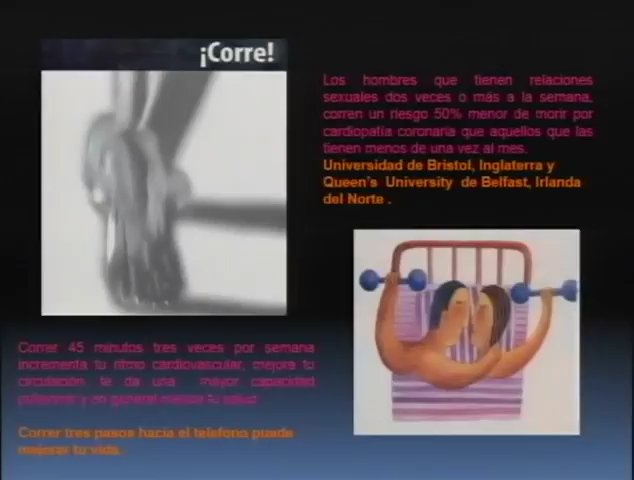 ¡Corre!
Los hombres que tienen relaciones
sexuales dos veces o más a la semana,
corren un riesgo 50% menor de morir por
cardiopatía coronaria que aquellos que las
tienen menos de una vez al mes.
Universidad de Bristol, Inglaterra y
Queen's University de Belfast, Irlanda
del Norte .
Correr 45 minutos tres veces por semana
incrementa tu ritmo cardiovascular, mejora tu
circulación te da una mayor capacidad
pulmonar y en general mejora tu salud
Correr tres pasos hacia el telefono puede
mejorar tu vida.